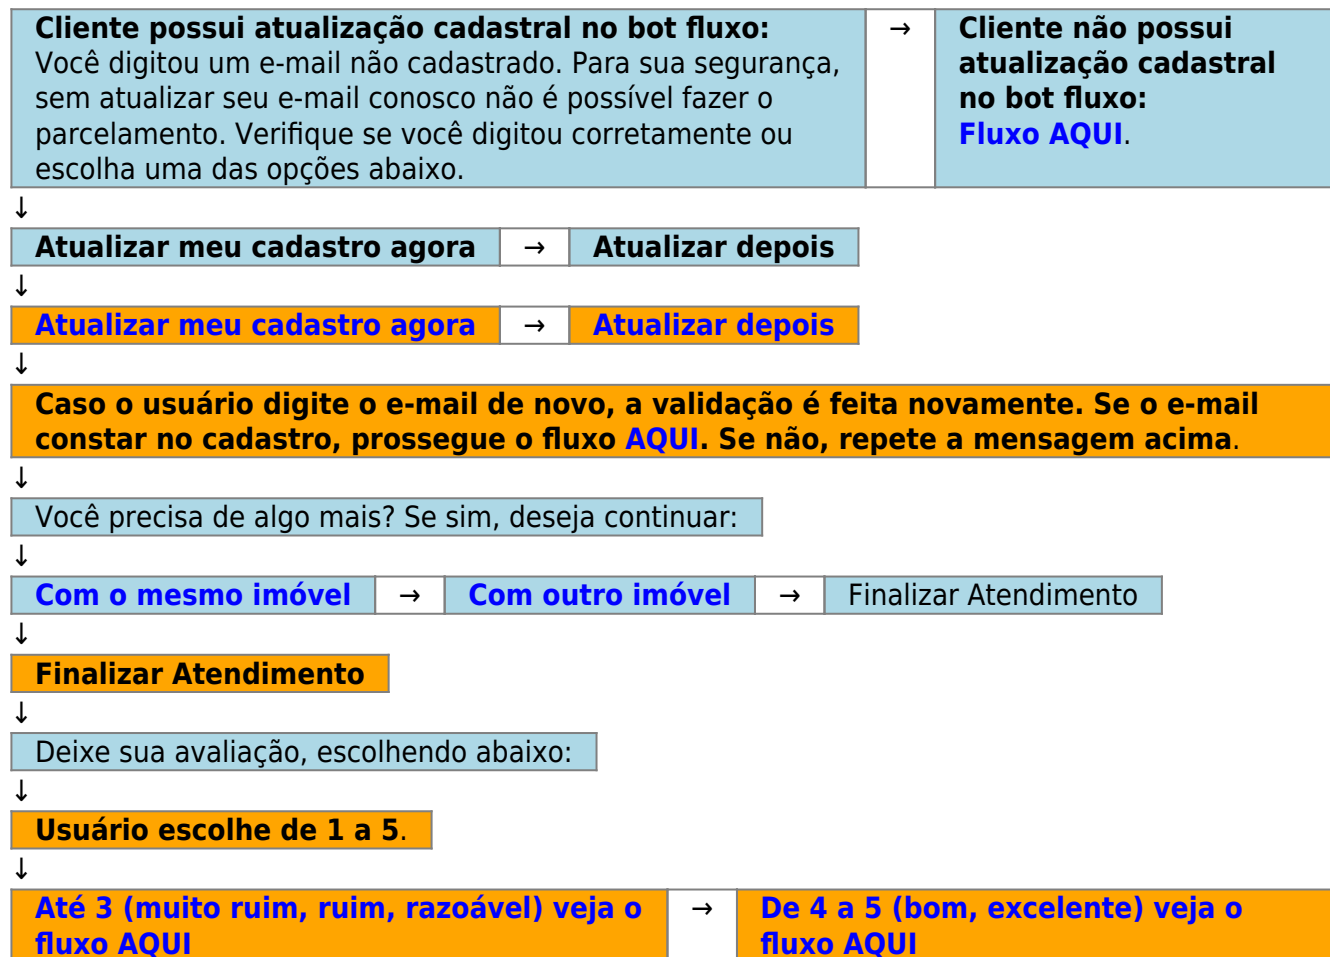 Cliente possui atualização cadastral no bot fluxo:
Você digitou um e-mail não cadastrado. Para sua segurança,
sem atualizar seu e-mail conosco não é possível fazer o
parcelamento. Verifique se você digitou corretamente ou
escolha uma das opções abaixo.
→
Cliente não possui
atualização cadastral
no bot fluxo:
Fluxo AQUI.
↓
Atualizar meu cadastro agora → Atualizar depois
↓
Atualizar meu cadastro agora → Atualizar depois
↓
Caso o usuário digite o e-mail de novo, a validação é feita novamente. Se o e-mail
constar no cadastro, prossegue o fluxo AQUI. Se não, repete a mensagem acima.
↓
Você precisa de algo mais? Se sim, deseja continuar:
↓
Com o mesmo imóvel → Com outro imóvel → Finalizar Atendimento
↓
Finalizar Atendimento
↓
Deixe sua avaliação, escolhendo abaixo:
↓
Usuário escolhe de 1 a 5.
↓
Até 3 (muito ruim, ruim, razoável) veja o
fluxo AQUI
→
De 4 a 5 (bom, excelente) veja o
fluxo AQUI